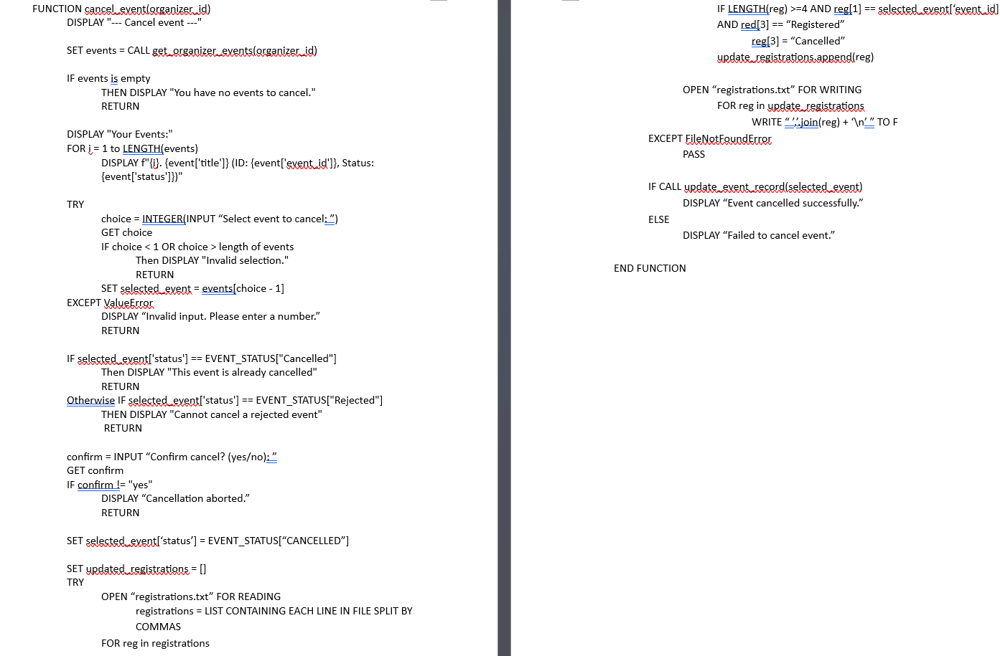 FUNCTION cancel_event(organizer_id)
DISPLAY "--- Cancel event ---"
SET events = CALL get_organizer_events(organizer_id)
IF events is empty
THEN DISPLAY "You have no events to cancel."
RETURN
DISPLAY "Your Events:"
FOR i = 1 to LENGTH(events)
DISPLAY f"{i}. {event['title']} (ID: {event['event_id']}, Status:
{event['status']})"
TRY
choice = INTEGER(INPUT “Select event to cancel: ”)
GET choice
IF choice < 1 OR choice > length of events
Then DISPLAY "Invalid selection."
RETURN
SET selected_event = events[choice - 1]
EXCEPT ValueError
DISPLAY “Invalid input. Please enter a number.”
RETURN
IF selected_event['status'] == EVENT_STATUS["Cancelled"]
Then DISPLAY "This event is already cancelled"
RETURN
Otherwise IF selected_event['status'] == EVENT_STATUS["Rejected"]
THEN DISPLAY "Cannot cancel a rejected event"
RETURN
confirm = INPUT “Confirm cancel? (yes/no): ”
GET confirm
IF confirm != "yes"
DISPLAY “Cancellation aborted.”
RETURN
SET selected_event[‘status’] = EVENT_STATUS[“CANCELLED”]
SET updated_registrations = []
TRY
OPEN “registrations.txt” FOR READING
registrations = LIST CONTAINING EACH LINE IN FILE SPLIT BY
COMMAS
FOR reg in registrations
IF LENGTH(reg) >=4 AND reg[1] == selected_event[‘event_id]
AND red[3] == “Registered”
reg[3] = “Cancelled”
update_registrations.append(reg)
OPEN “registrations.txt” FOR WRITING
FOR reg in update_registrations
WRITE “ ‘,’.join(reg) + ‘\n’ ” TO F
EXCEPT FileNotFoundError
PASS
IF CALL update_event_record(selected_event)
DISPLAY “Event cancelled successfully.”
ELSE
DISPLAY “Failed to cancel event.”
END FUNCTION